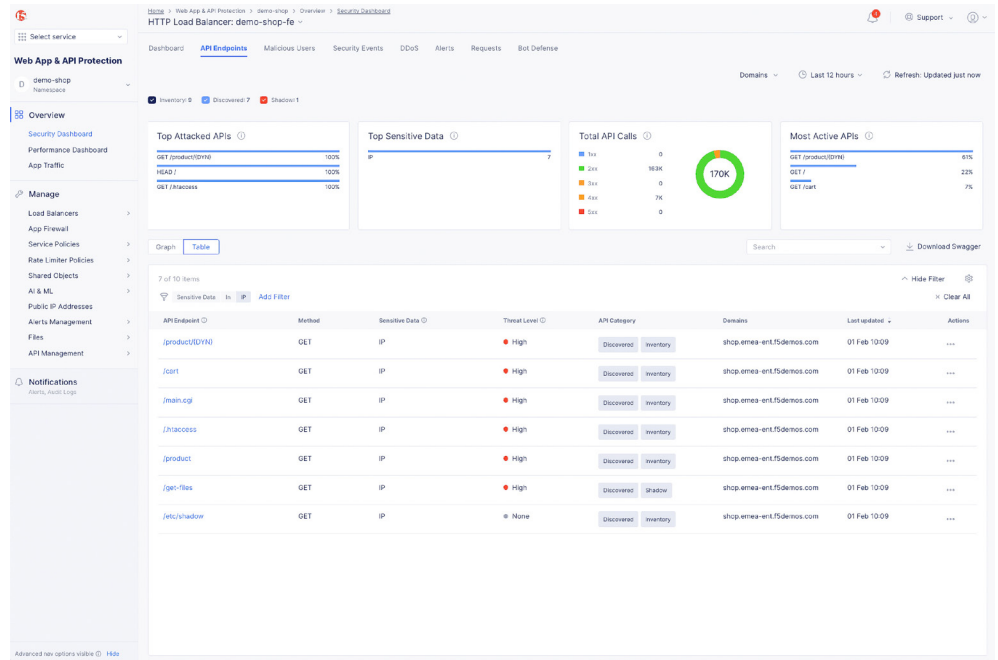 Home > Web App & API Protection > demo-shop > Overview > Security Dashboard
HTTP Load Balancer: demo-shop-fe
1
Support
Select service
Web App & API Protection
D demo-shop
Namespace
Overview
Security Dashboard
Performance Dashboard
App Traffic
Manage
Load Balancers
App Firewall
Service Policies
Rate Limiter Policies
Shared Objects
AI & ML
Public IP Addresses
Alerts Management
Files
API Management
Notifications
Alerts, Audit Logs
Advanced nav options visible Hide
Dashboard API Endpoints Malicious Users Security Events DDoS Alerts Requests Bot Defense
Domains Last 12 hours Refresh: Updated just now
Inventory: 9 Discovered: 7 Shadow: 1
Top Attacked APIs
GET /product/{DYN} 100%
HEAD / 100%
GET /.htaccess 100%
Top Sensitive Data
IP 7
Total API Calls
1xx 0
2xx 163K
3xx 0
4xx 7K
5xx 0
170K
Most Active APIs
GET /product/{DYN} 61%
GET / 22%
GET /cart 7%
Graph Table
Search
Download Swagger
7 of 10 items
Hide Filter
Sensitive Data In IP Add Filter
× Clear All
API Endpoint Method Sensitive Data Threat Level API Category Domains Last updated Actions
/product/{DYN} GET IP High Discovered Inventory shop.emea-ent.f5demos.com 01 Feb 10:09 ...
/cart GET IP High Discovered Inventory shop.emea-ent.f5demos.com 01 Feb 10:09 ...
/main.cgi GET IP High Discovered Inventory shop.emea-ent.f5demos.com 01 Feb 10:09 ...
/.htaccess GET IP High Discovered Inventory shop.emea-ent.f5demos.com 01 Feb 10:09 ...
/product GET IP High Discovered Inventory shop.emea-ent.f5demos.com 01 Feb 10:09 ...
/get-files GET IP High Discovered Shadow shop.emea-ent.f5demos.com 01 Feb 10:09 ...
/etc/shadow GET IP None Discovered Inventory shop.emea-ent.f5demos.com 01 Feb 10:09 ...